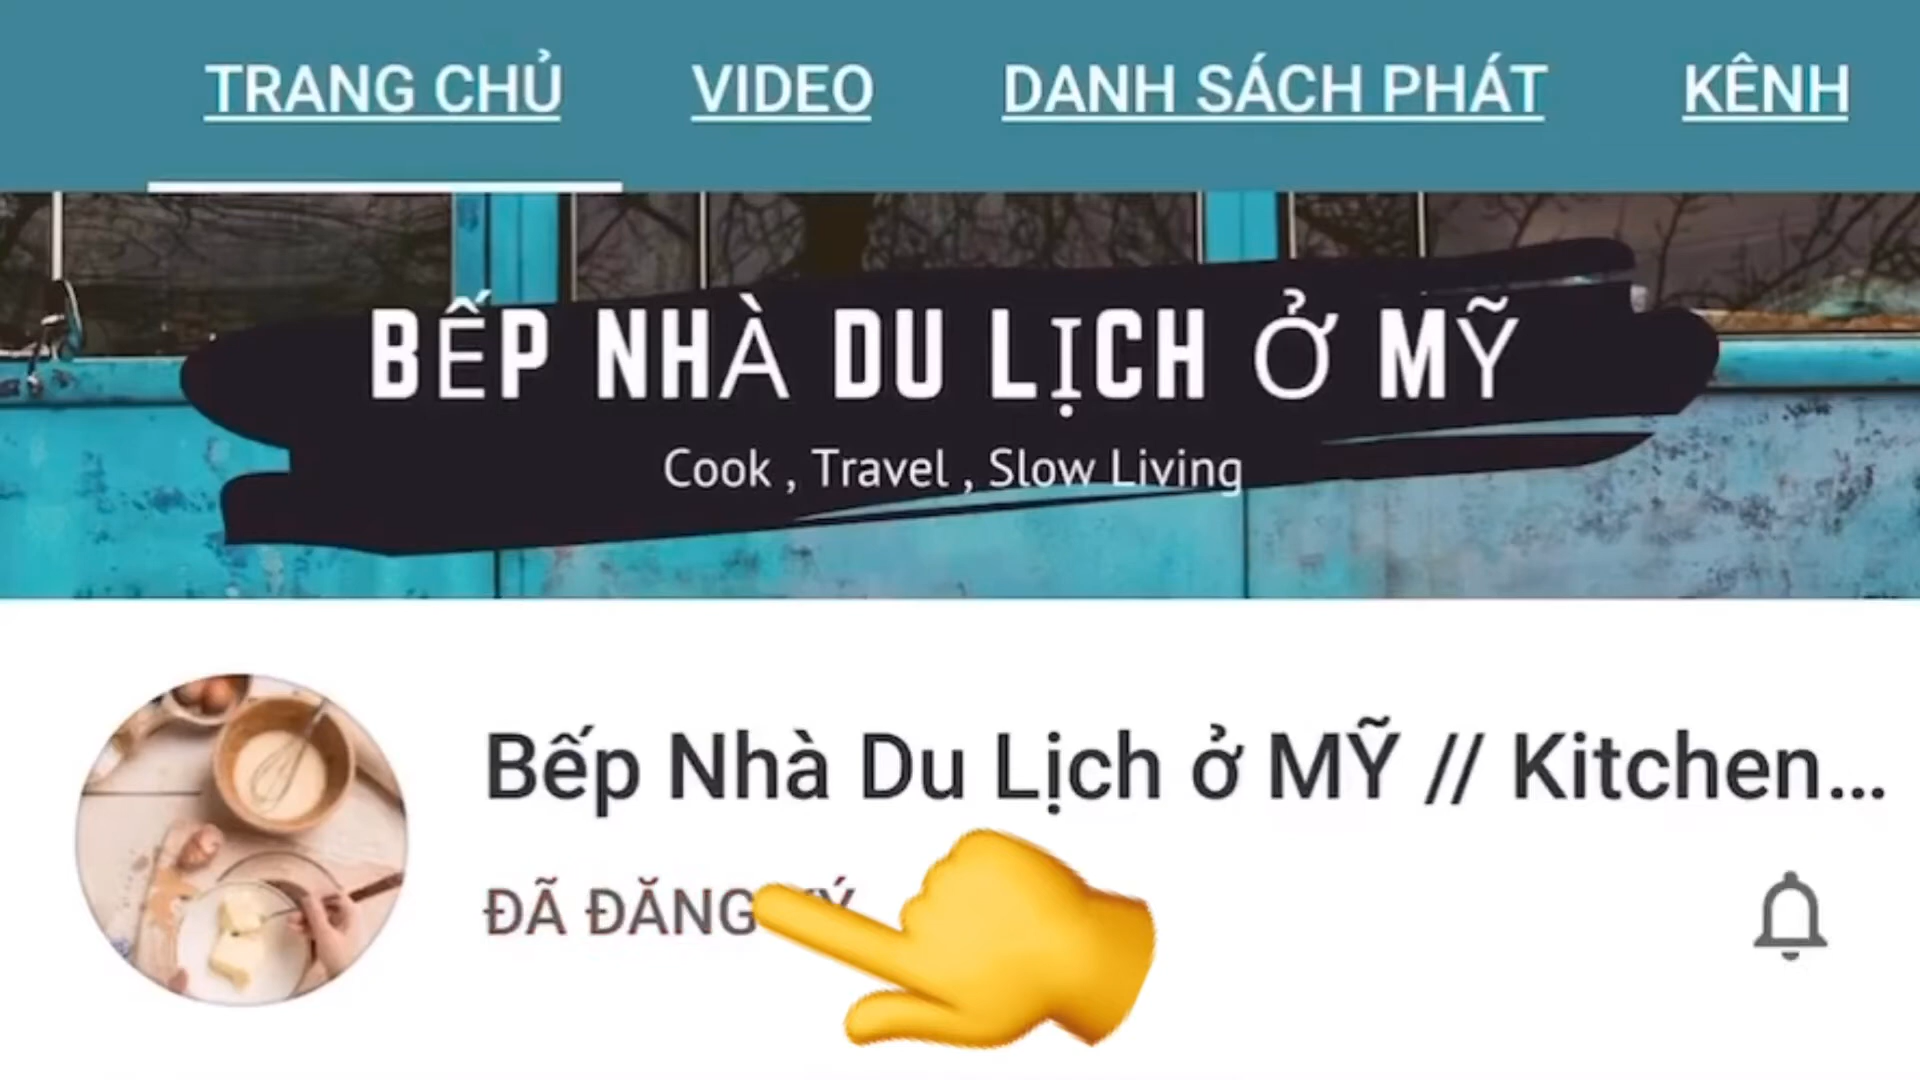 TRANG CHỦ VIDEO DANH SÁCH PHÁT KÊNH
BẾP NHÀ DU LỊCH Ở MỸ
Cook , Travel , Slow Living
Bếp Nhà Du Lịch ở MỸ // Kitchen...
ĐÃ ĐĂNG